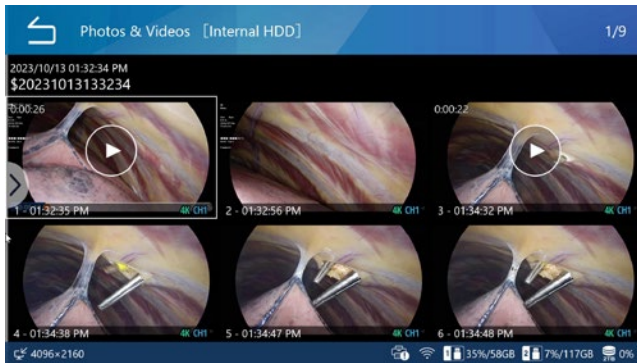 Photos & Videos [Internal HDD] 1/9
2023/10/13 01:32:34 PM
$20231013133234
0:00:26
0:00:22
1 - 01:32:35 PM 4K CH1
2 - 01:32:56 PM 4K CH1
3 - 01:34:32 PM 4K CH1
4 - 01:34:38 PM 4K CH1
5 - 01:34:47 PM 4K CH1
6 - 01:34:48 PM 4K CH1
4096×2160 1 35%/58GB 2 7%/117GB 2TB 0%